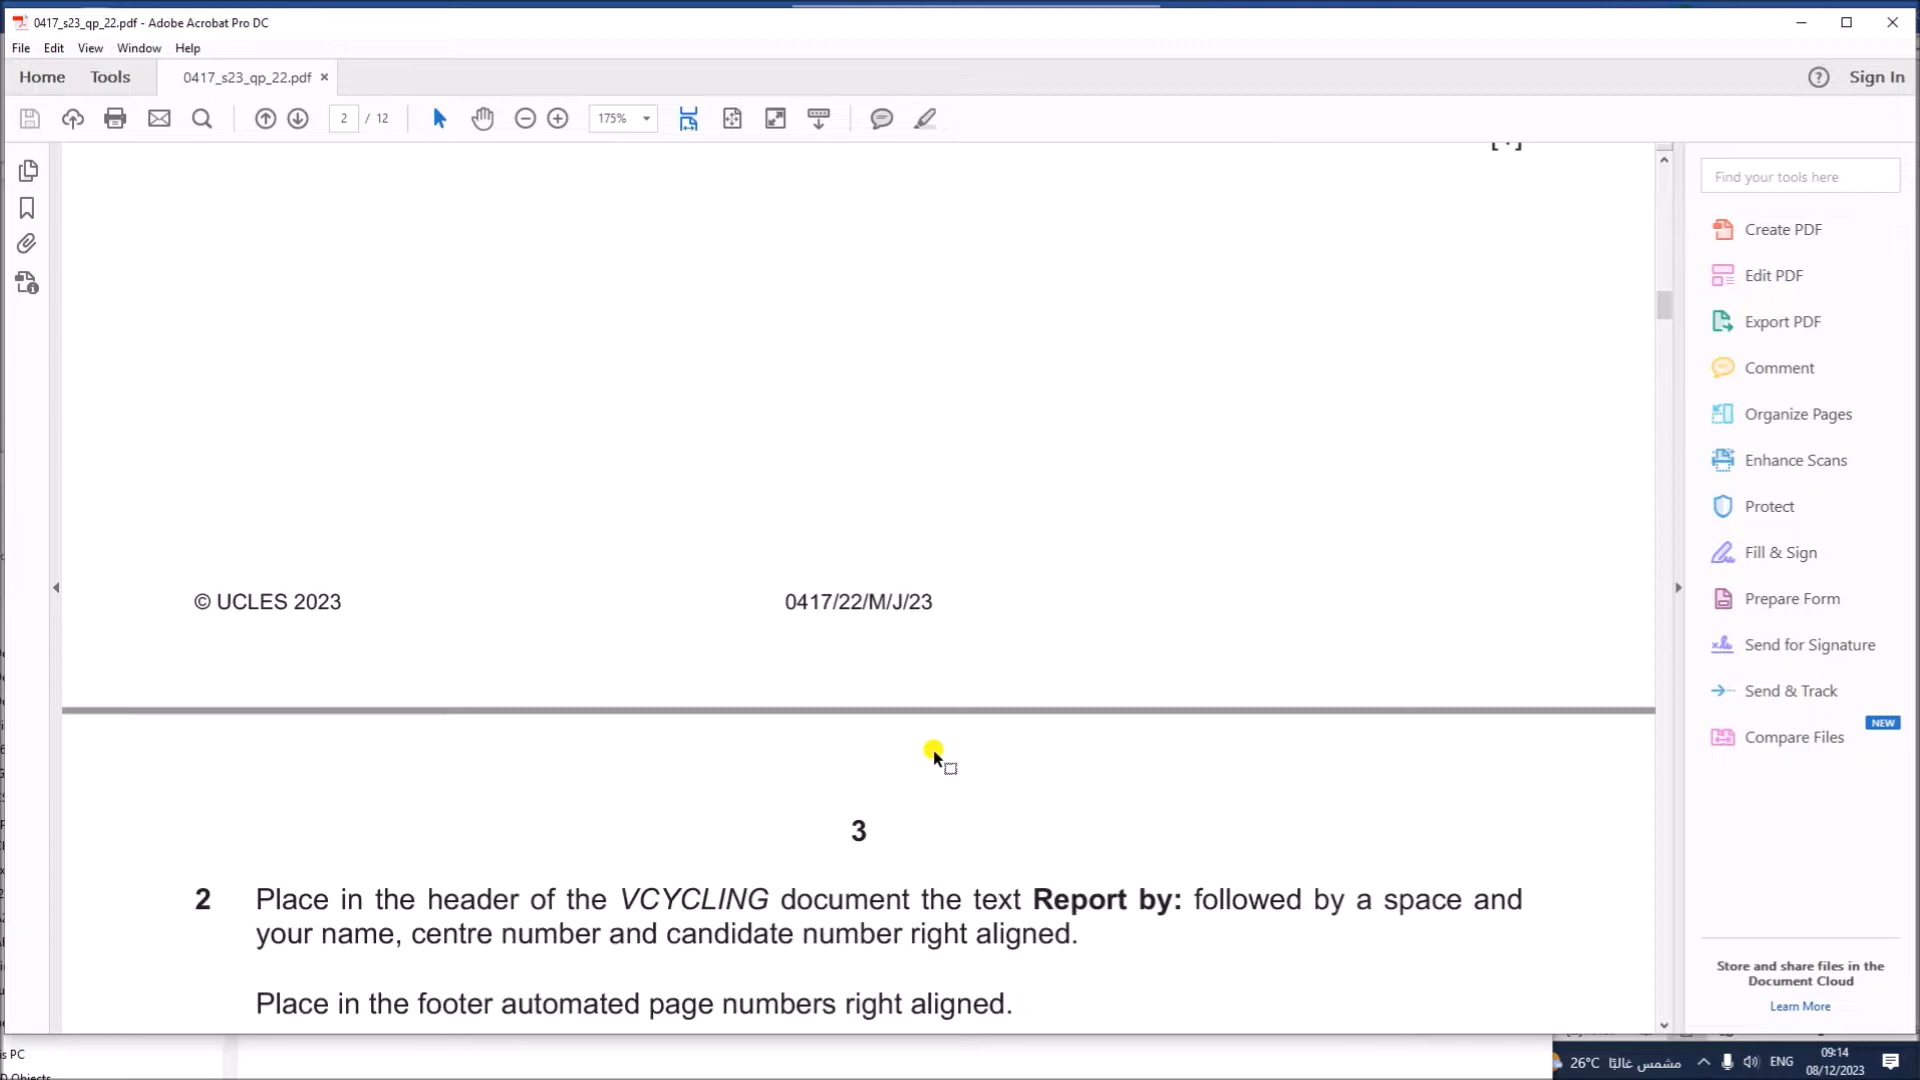 0417_s23_qp_22.pdf - Adobe Acrobat Pro DC
File Edit View Window Help
Home Tools 0417_s23_qp_22.pdf ×
? Sign In
2 / 12 175%
Find your tools here
Create PDF
Edit PDF
Export PDF
Comment
Organize Pages
Enhance Scans
Protect
Fill & Sign
Prepare Form
Send for Signature
Send & Track
NEW
Compare Files
Store and share files in the
Document Cloud
Learn More
© UCLES 2023 0417/22/M/J/23
3
2 Place in the header of the VCYCLING document the text Report by: followed by a space and
your name, centre number and candidate number right aligned.
Place in the footer automated page numbers right aligned.
is PC
26°C مشمس غالبًا ENG 09:14
08/12/2023